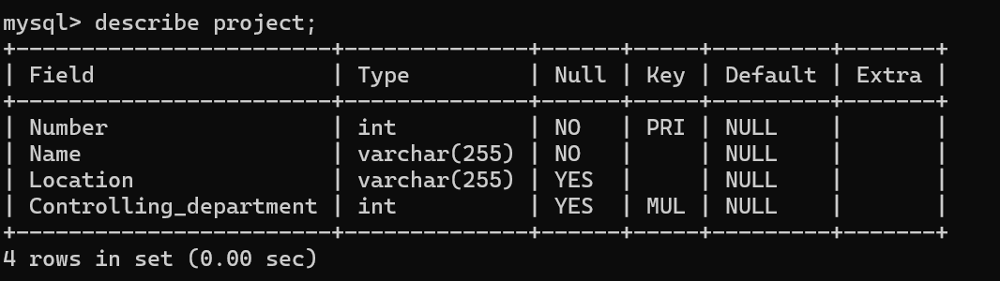 mysql> describe project;
+------------------------+--------------+------+-----+---------+-------+
| Field                  | Type         | Null | Key | Default | Extra |
+------------------------+--------------+------+-----+---------+-------+
| Number                 | int          | NO   | PRI | NULL    |       |
| Name                   | varchar(255) | NO   |     | NULL    |       |
| Location               | varchar(255) | YES  |     | NULL    |       |
| Controlling_department | int          | YES  | MUL | NULL    |       |
+------------------------+--------------+------+-----+---------+-------+
4 rows in set (0.00 sec)